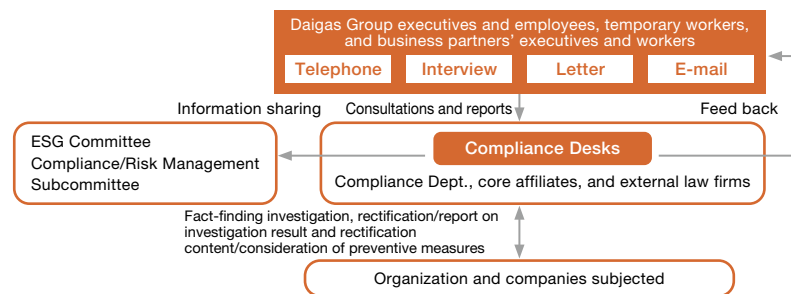 Daigas Group executives and employees, temporary workers,
and business partners' executives and workers
Telephone
Interview
Letter
E-mail
Information sharing
Consultations and reports
Feed back
ESG Committee
Compliance/Risk Management
Subcommittee
Compliance Desks
Compliance Dept., core affiliates, and external law firms
Fact-finding investigation, rectification/report on
investigation result and rectification
content/consideration of preventive measures
Organization and companies subjected